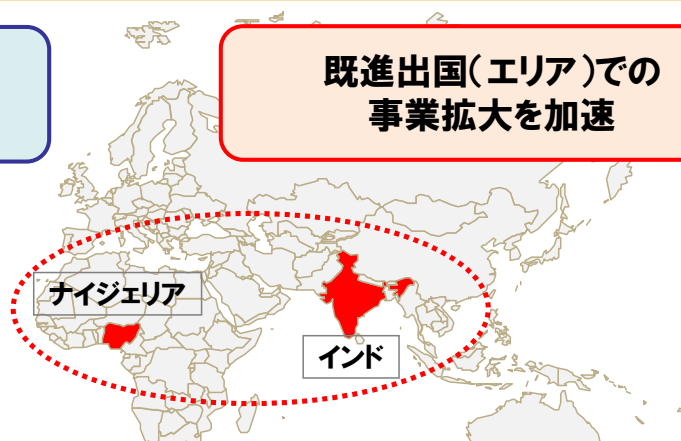 既進出国（エリア）での
事業拡大を加速
ナイジェリア
インド